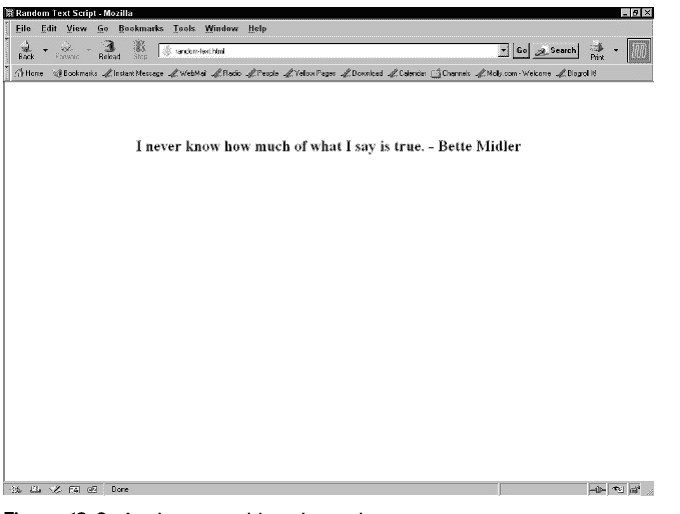 Random Text Script - Mozilla
File Edit View Go Bookmarks Tools Window Help
Back Forward Reload Stop random-text.html Go Search Print
Home Bookmarks Instant Message WebMail Radio People Yellow Pages Download Calendar Channels Molly.com - Welcome Blogroll It!
I never know how much of what I say is true. - Bette Midler
Done